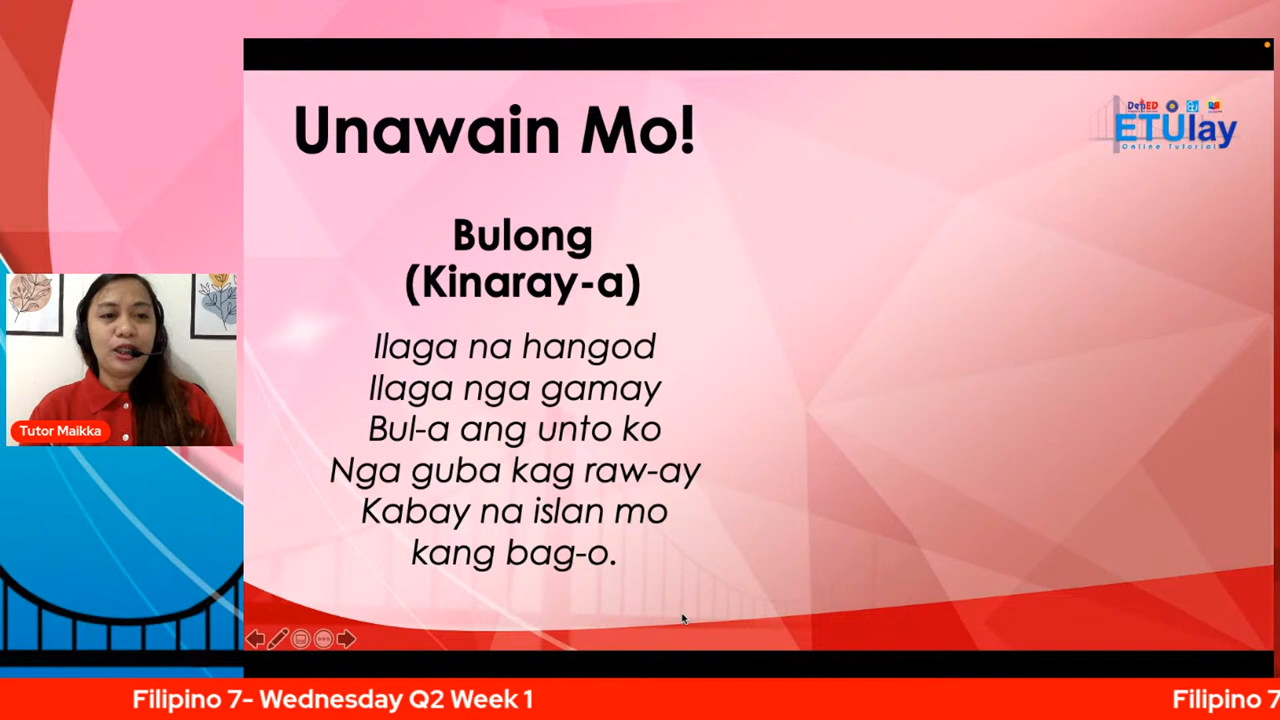 Unawain Mo!
DepED
ETUlay
Online Tutorial
Bulong
(Kinaray-a)
Ilaga na hangod
Ilaga nga gamay
Bul-a ang unto ko
Nga guba kag raw-ay
Kabay na islan mo
kang bag-o.
Tutor Maikka
Filipino 7- Wednesday Q2 Week 1
Filipino 7